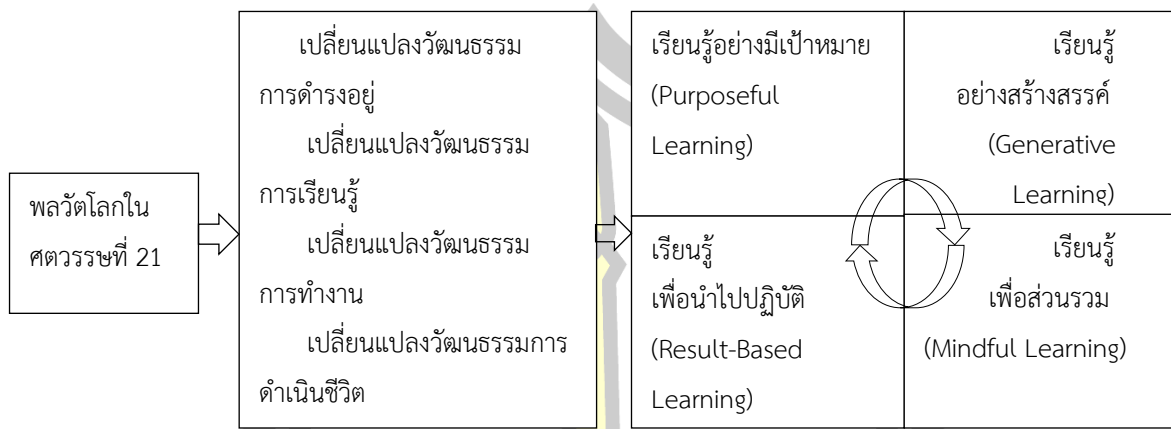 พลวัตโลกใน
ศตวรรษที่ 21
เปลี่ยนแปลงวัฒนธรรม
การดำรงอยู่
เปลี่ยนแปลงวัฒนธรรม
การเรียนรู้
เปลี่ยนแปลงวัฒนธรรม
การทำงาน
เปลี่ยนแปลงวัฒนธรรมการ
ดำเนินชีวิต
เรียนรู้อย่างมีเป้าหมาย
(Purposeful
Learning)
เรียนรู้
อย่างสร้างสรรค์
(Generative
Learning)
เรียนรู้
เพื่อนำไปปฏิบัติ
(Result-Based
Learning)
เรียนรู้
เพื่อส่วนรวม
(Mindful Learning)